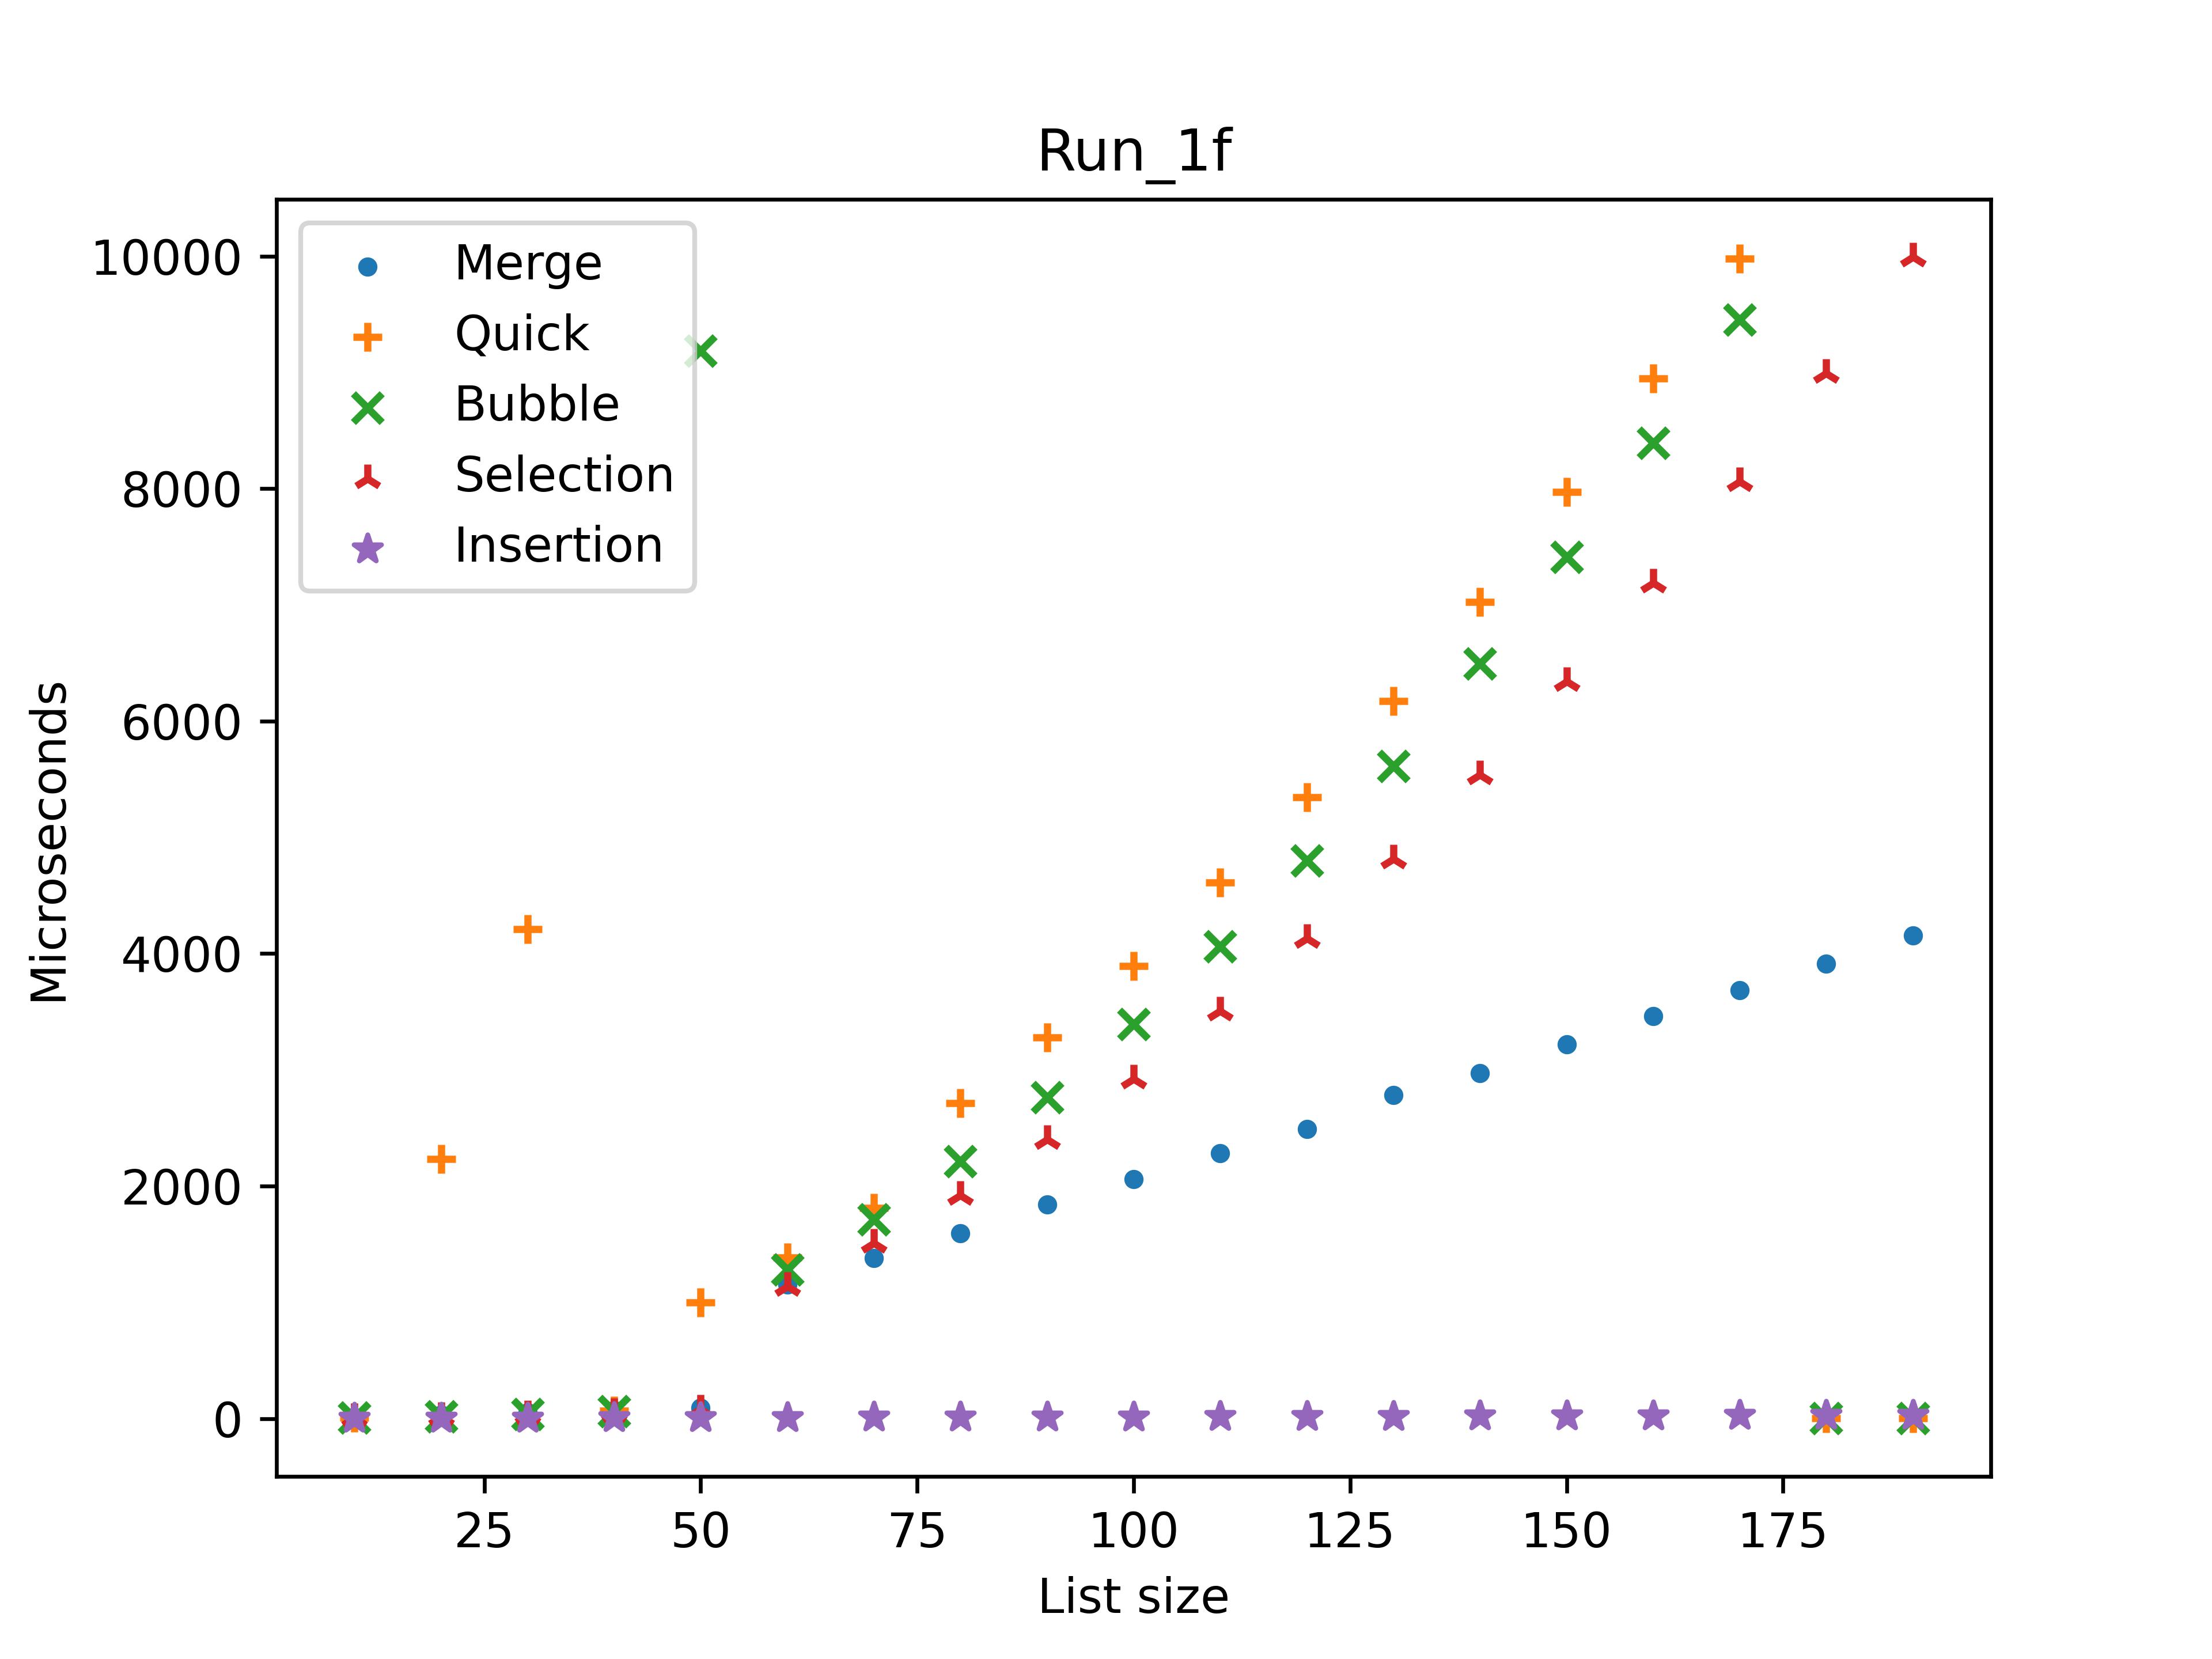 Run_1f
10000
8000
6000
4000
2000
0
Microseconds
Merge
Quick
Bubble
Selection
Insertion
25 50 75 100 125 150 175
List size